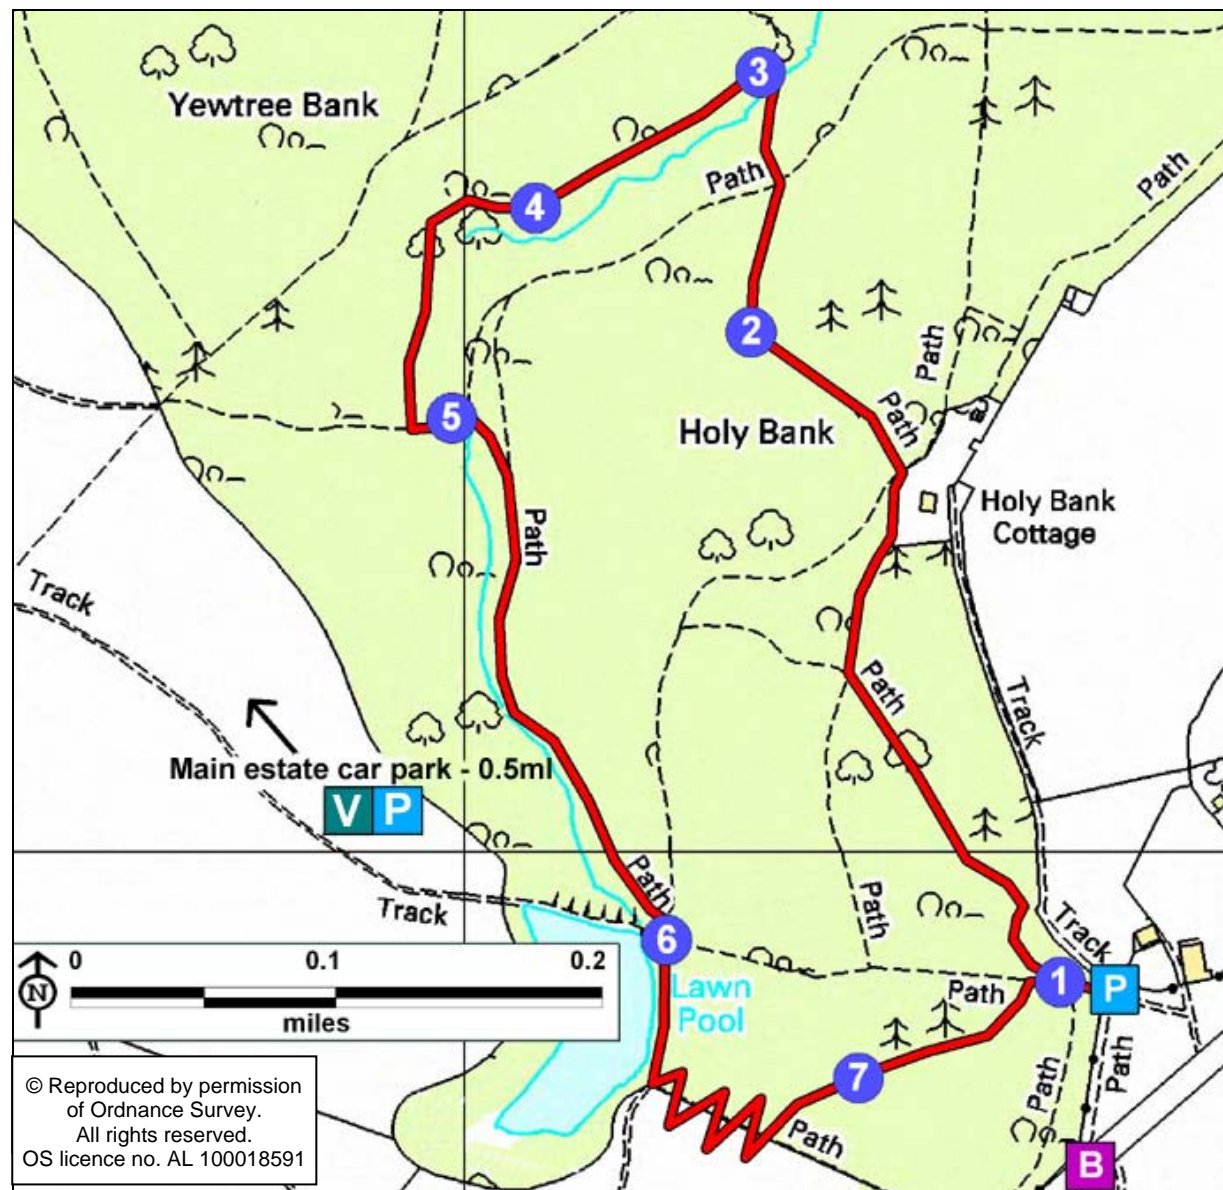 3
Yewtree Bank
Path
Path
4
2
Path
Path
5
Holy Bank
Holy Bank
Cottage
Path
Track
Path
Track
Main estate car park - 0.5ml
V P
Path
Path
Track
Track
6
1
P
Path
Lawn
Pool
0 0.1 0.2
N
miles
7
Path
Path
Path
B
© Reproduced by permission
of Ordnance Survey.
All rights reserved.
OS licence no. AL 100018591